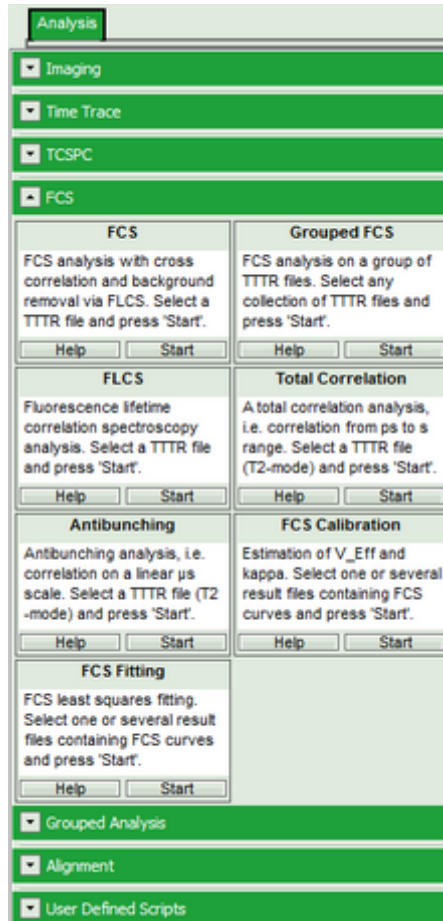 Analysis
Imaging
Time Trace
TCSPC
FCS
FCS
FCS analysis with cross
correlation and background
removal via FLCS. Select a
TTTR file and press 'Start'.
Help Start
Grouped FCS
FCS analysis on a group of
TTTR files. Select any
collection of TTTR files and
press 'Start'.
Help Start
FLCS
Fluorescence lifetime
correlation spectroscopy
analysis. Select a TTTR file
and press 'Start'.
Help Start
Total Correlation
A total correlation analysis,
i.e. correlation from ps to s
range. Select a TTTR file
(T2-mode) and press 'Start'.
Help Start
Antibunching
Antibunching analysis, i.e.
correlation on a linear µs
scale. Select a TTTR file (T2
-mode) and press 'Start'.
Help Start
FCS Calibration
Estimation of V_Eff and
kappa. Select one or several
result files containing FCS
curves and press 'Start'.
Help Start
FCS Fitting
FCS least squares fitting.
Select one or several result
files containing FCS curves
and press 'Start'.
Help Start
Grouped Analysis
Alignment
User Defined Scripts